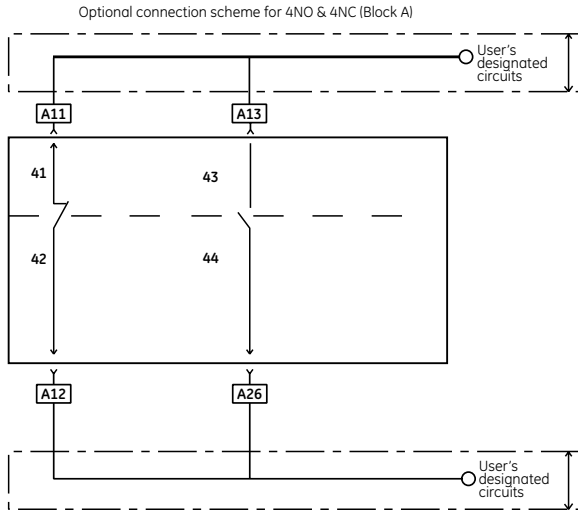 Optional connection scheme for 4NO & 4NC (Block A)
User's
designated
circuits
A11
A13
41
43
42
44
A12
A26
User's
designated
circuits